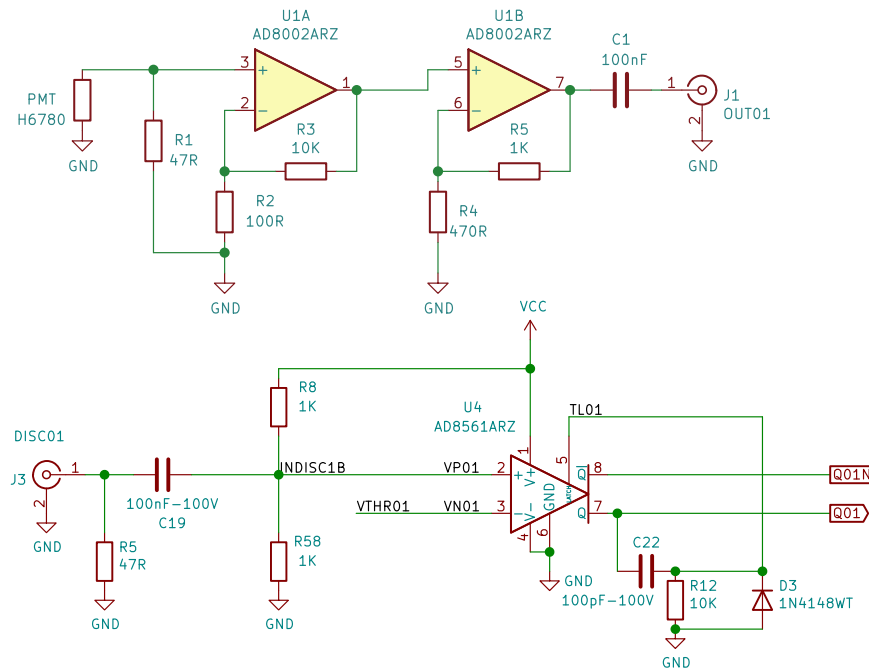 U1A
AD8002ARZ
U1B
AD8002ARZ
C1
100nF
3
+
1
2
−
5
+
7
6
−
1
J1
OUT01
2
GND
PMT
H6780
GND
R1
47R
R3
10K
R2
100R
GND
R5
1K
R4
470R
GND
VCC
R8
1K
U4
AD8561ARZ
TL01
DISC01
J3
1
2
GND
100nF-100V
C19
INDISC1B
VP01
2
+
V+
1
5
LATCH
Q
8
Q01N
VTHR01
VN01
3
−
V-
4
GND
6
Q
7
Q01
R5
47R
GND
R58
1K
GND
GND
C22
100pF-100V
R12
10K
D3
1N4148WT
GND